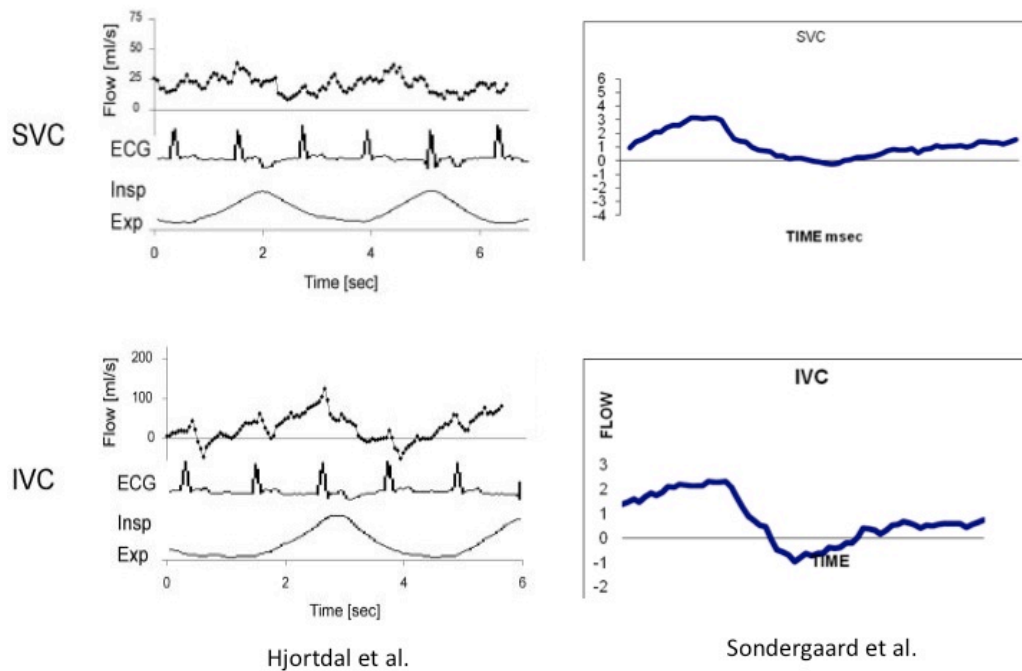 SVC
Flow [ml/s]
75
50
25
0
ECG
Insp
Exp
0 2 4 6
Time [sec]
SVC
6
5
4
3
2
1
0
-1
-2
-3
-4
TIME msec
IVC
Flow [ml/s]
200
100
0
ECG
Insp
Exp
0 2 4 6
Time [sec]
IVC
FLOW
3
2
1
0
-1
-2
TIME
Hjortdal et al.
Sondergaard et al.